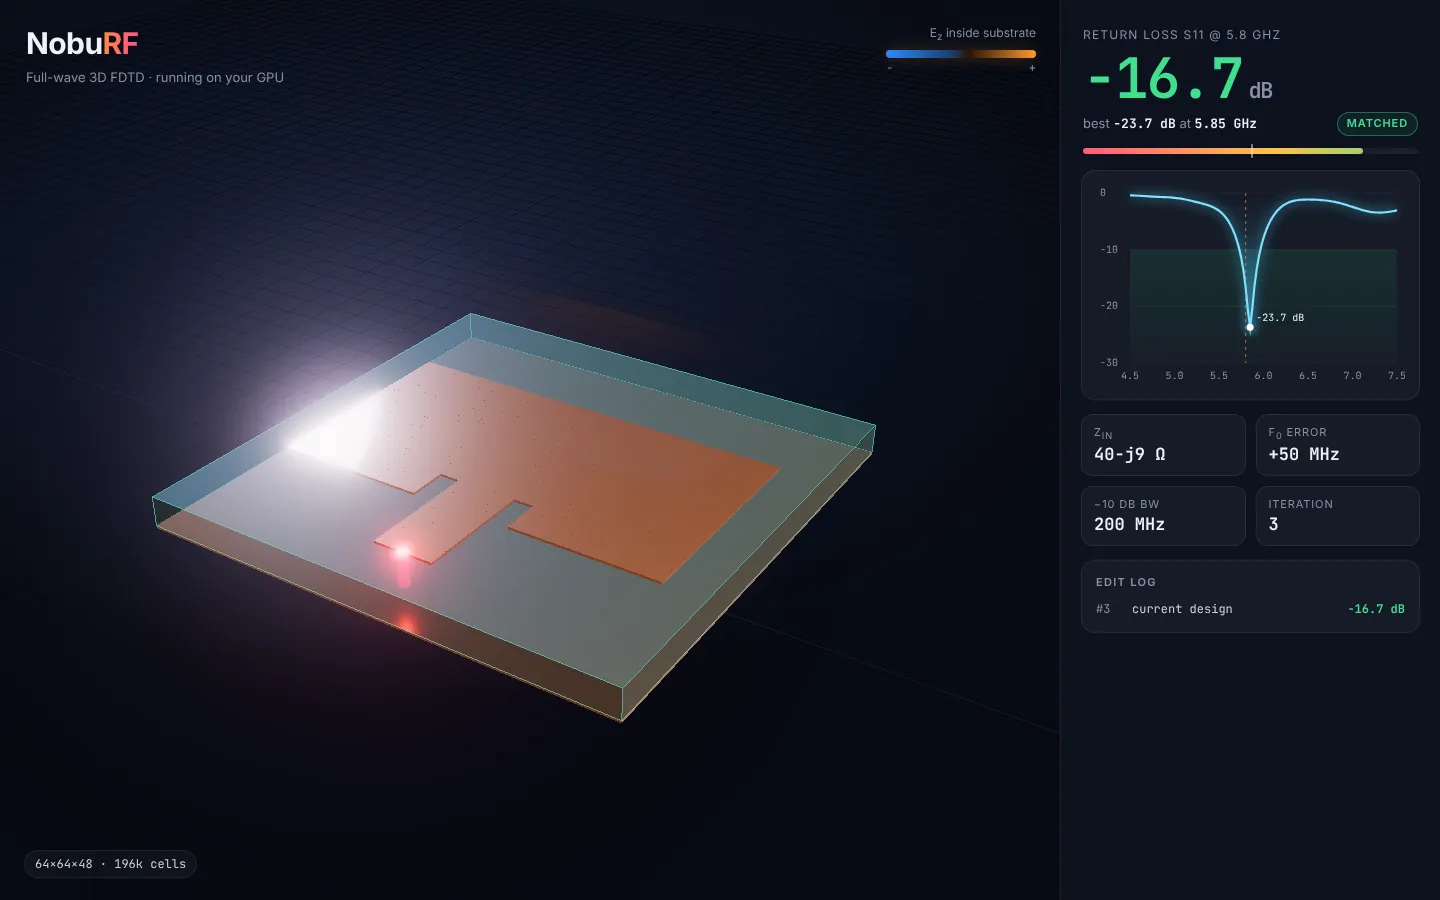 NobuRF
Full-wave 3D FDTD · running on your GPU
Ez inside substrate
- +
64×64×48 · 196k cells
RETURN LOSS S11 @ 5.8 GHZ
-16.7 dB
best -23.7 dB at 5.85 GHz
MATCHED
0
-10
-20
-30
-23.7 dB
4.5 5.0 5.5 6.0 6.5 7.0 7.5
ZIN
40-j9 Ω
F0 ERROR
+50 MHz
−10 DB BW
200 MHz
ITERATION
3
EDIT LOG
#3 current design -16.7 dB